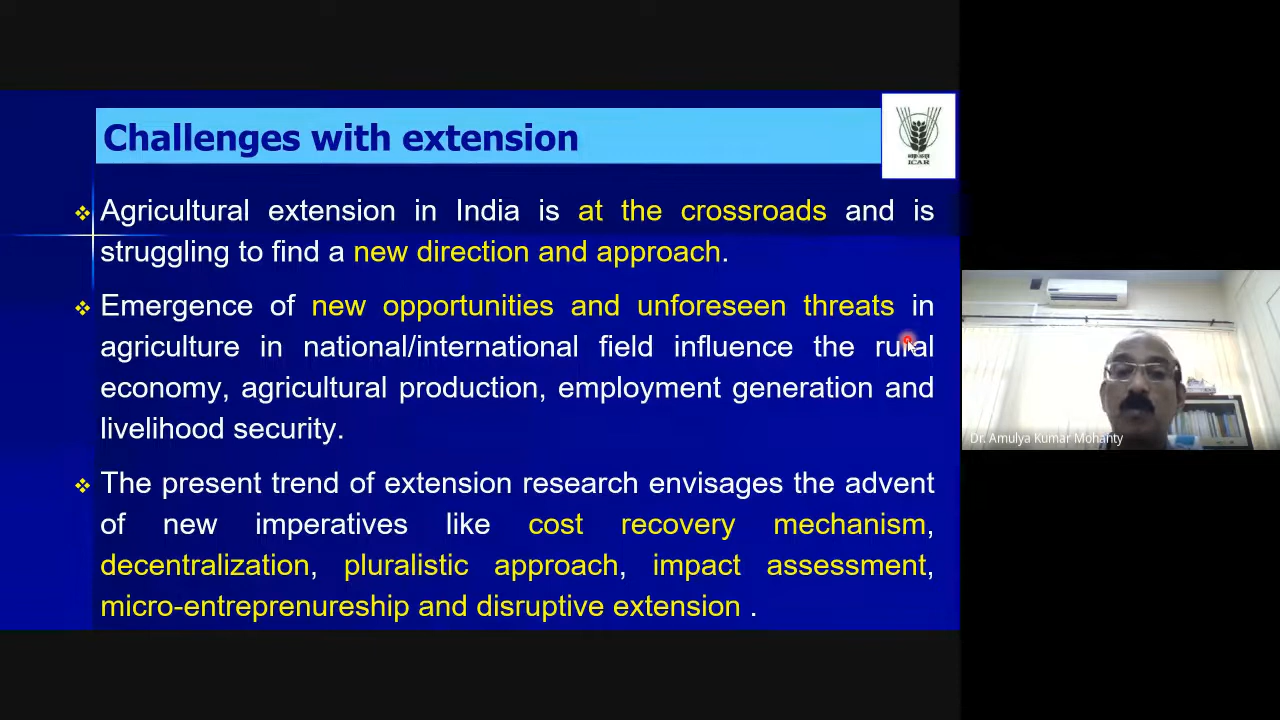 Challenges with extension
ICAR
Agricultural extension in India is at the crossroads and is
struggling to find a new direction and approach.
Emergence of new opportunities and unforeseen threats in
agriculture in national/international field influence the rural
economy, agricultural production, employment generation and
livelihood security.
The present trend of extension research envisages the advent
of new imperatives like cost recovery mechanism,
decentralization, pluralistic approach, impact assessment,
micro-entreprenureship and disruptive extension .
Dr. Amulya Kumar Mohanty